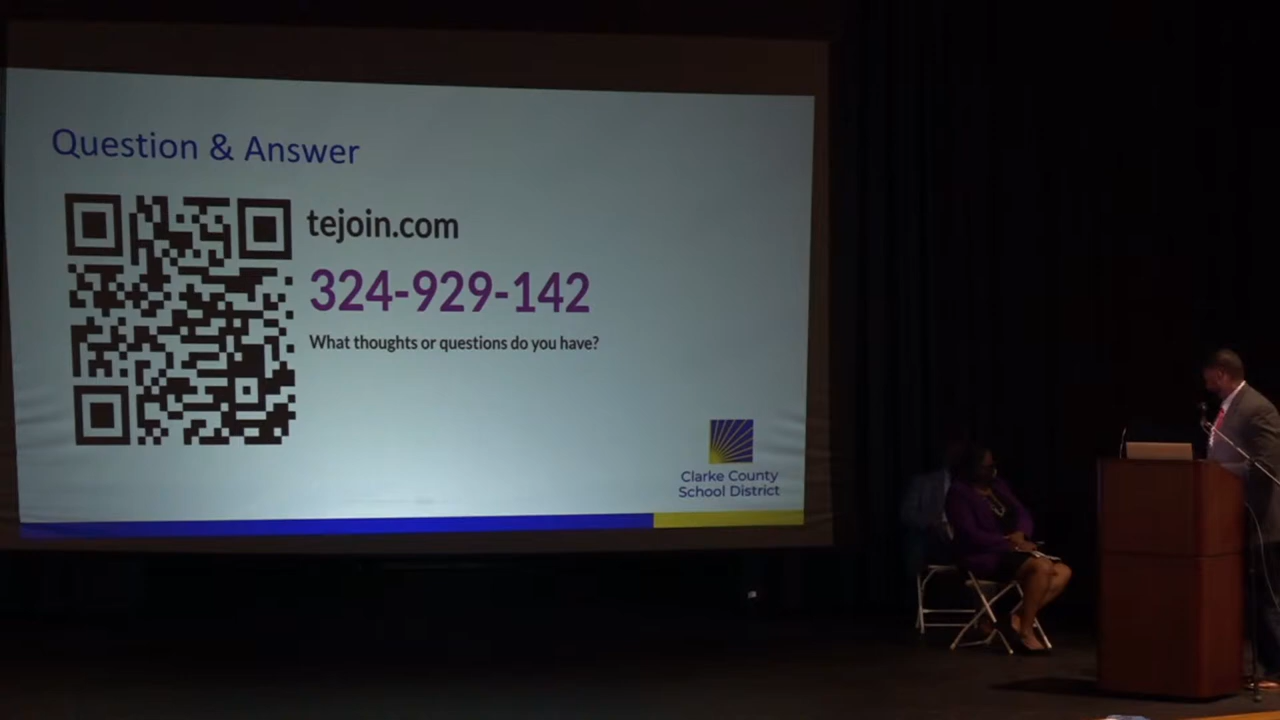 Question & Answer
tejoin.com
324-929-142
What thoughts or questions do you have?
Clarke County
School District